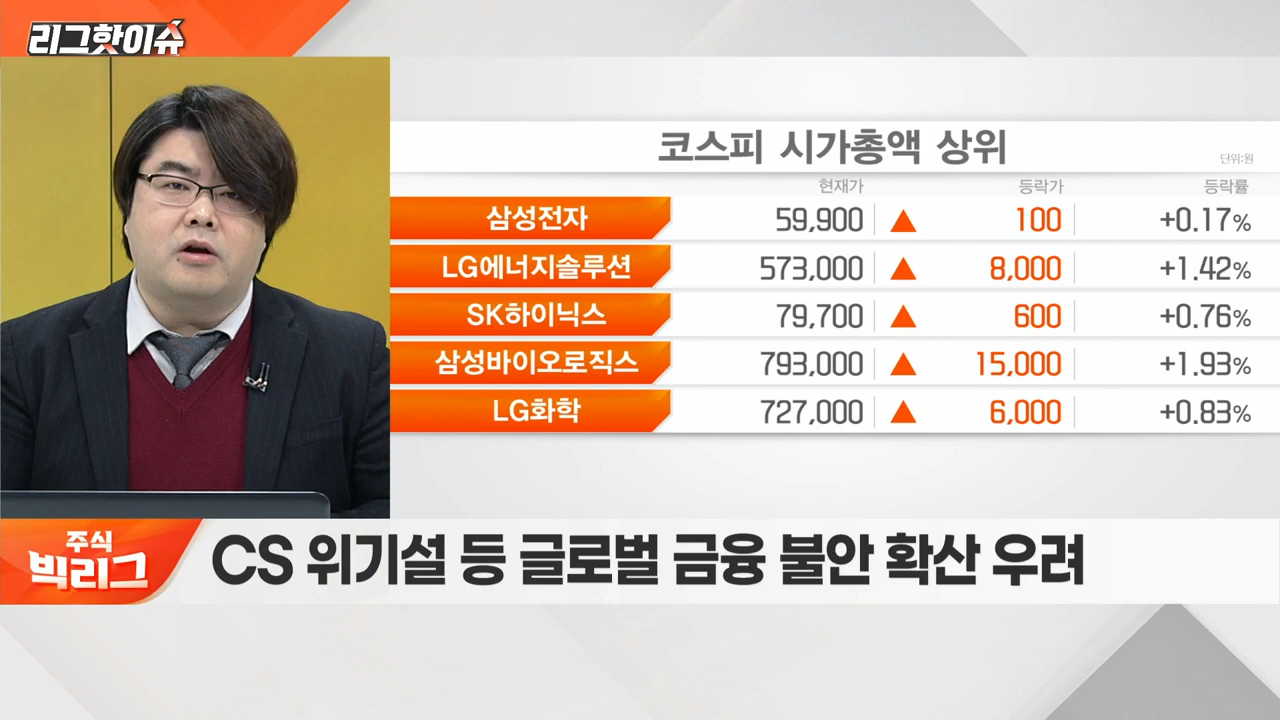 리그핫이슈
코스피 시가총액 상위
단위:원
현재가 등락가 등락률
삼성전자 59,900 ▲ 100 +0.17%
LG에너지솔루션 573,000 ▲ 8,000 +1.42%
SK하이닉스 79,700 ▲ 600 +0.76%
삼성바이오로직스 793,000 ▲ 15,000 +1.93%
LG화학 727,000 ▲ 6,000 +0.83%
주식
빅리그
CS 위기설 등 글로벌 금융 불안 확산 우려